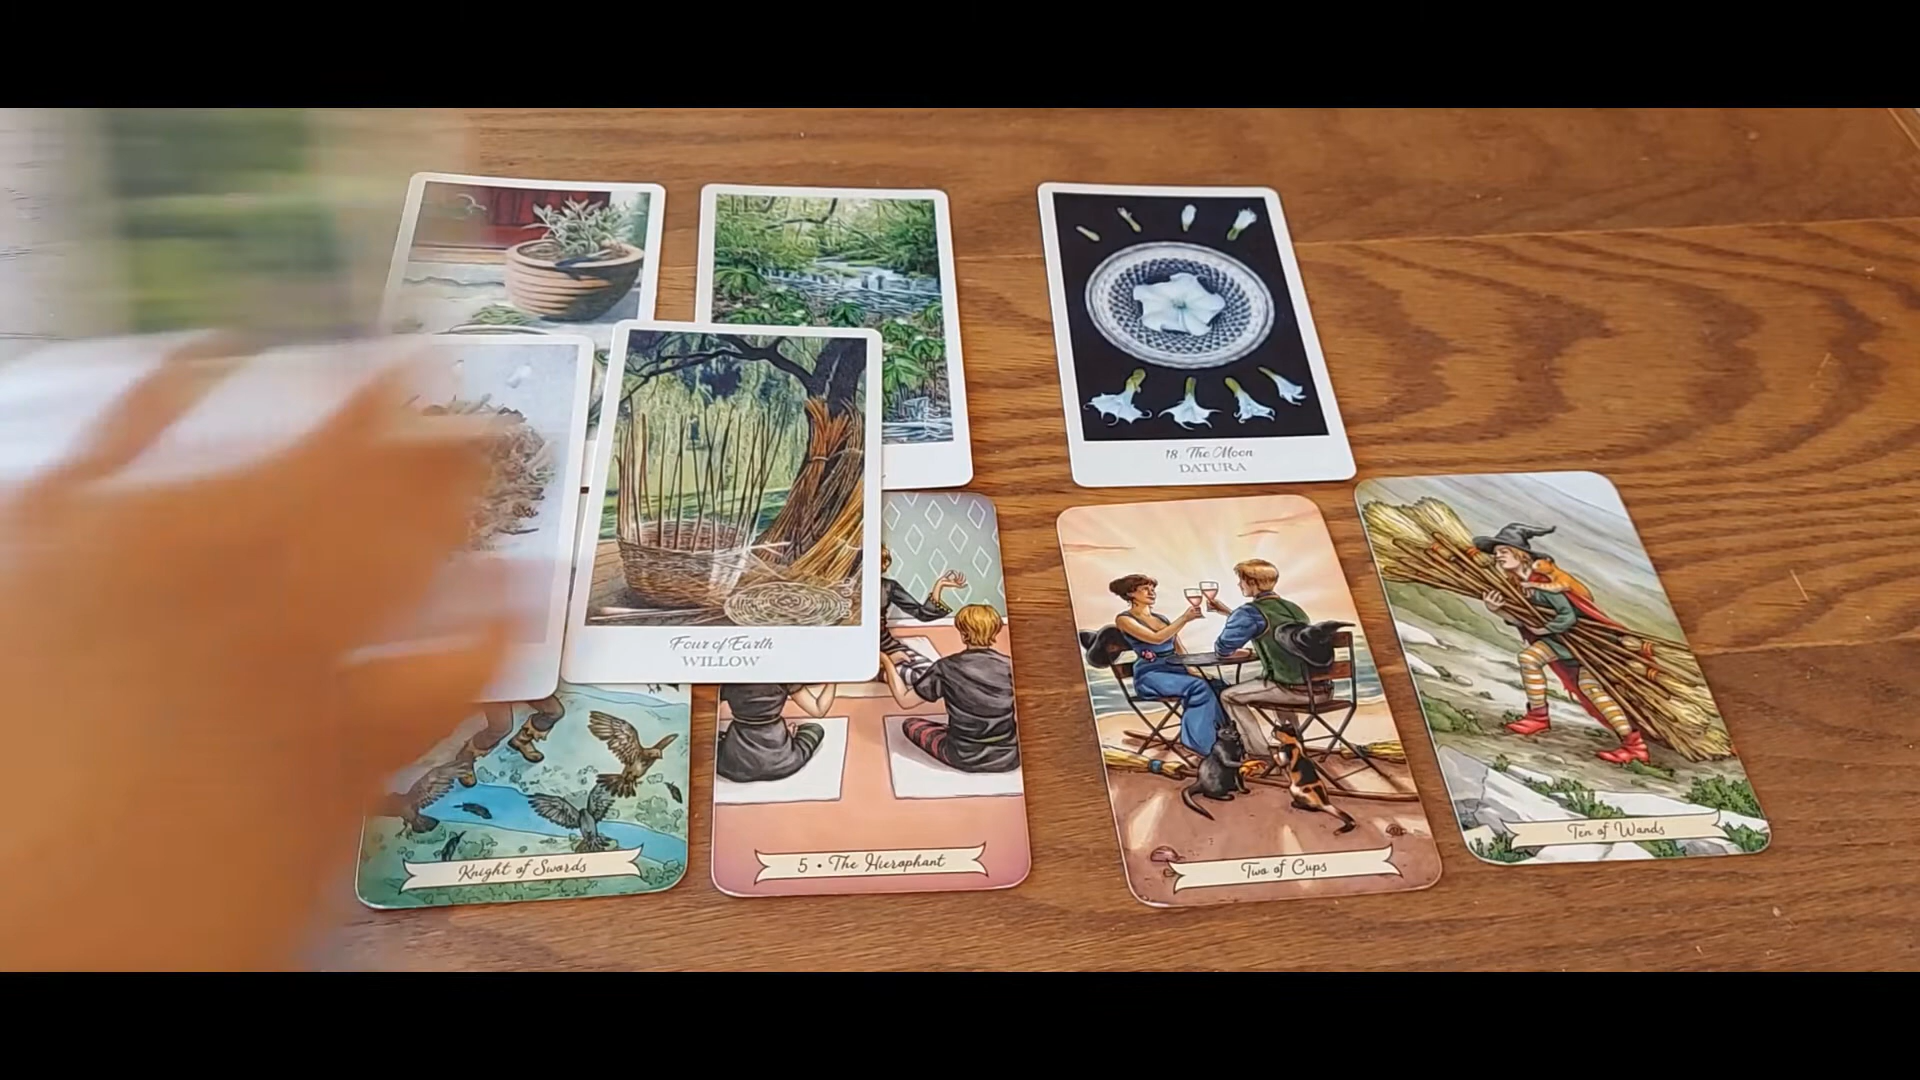 18. The Moon
DATURA
Four of Earth
WILLOW
Knight of Swords
5 • The Hierophant
Two of Cups
Ten of Wands